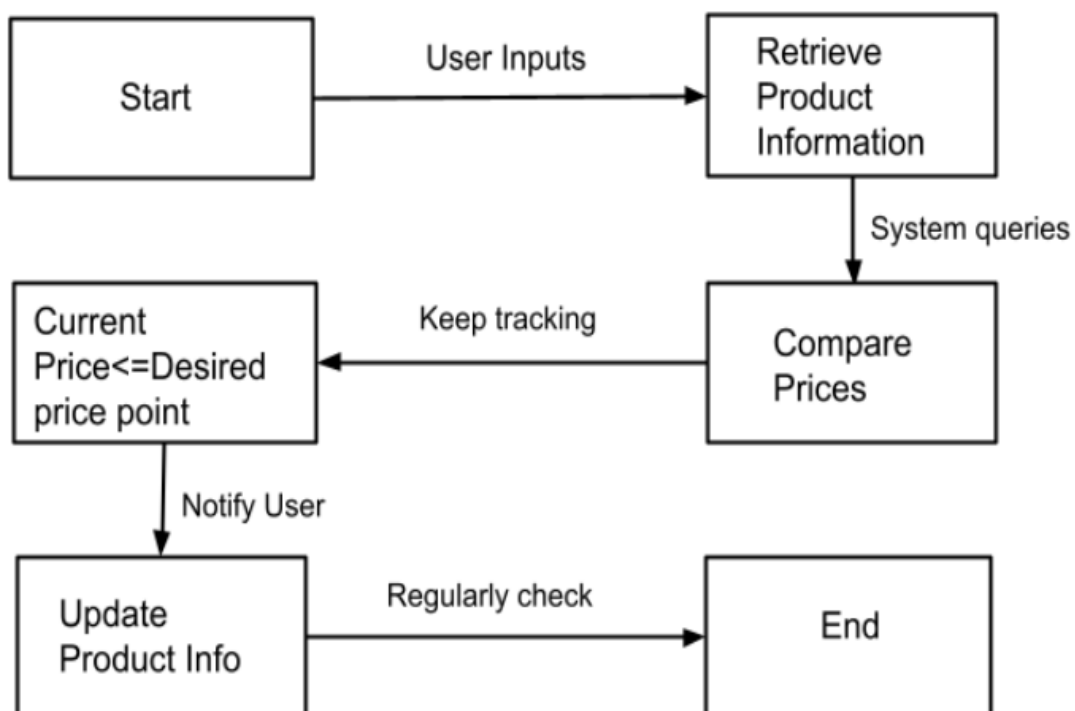 Start
User Inputs
Retrieve
Product
Information
System queries
Compare
Prices
Keep tracking
Current
Price<=Desired
price point
Notify User
Update
Product Info
Regularly check
End